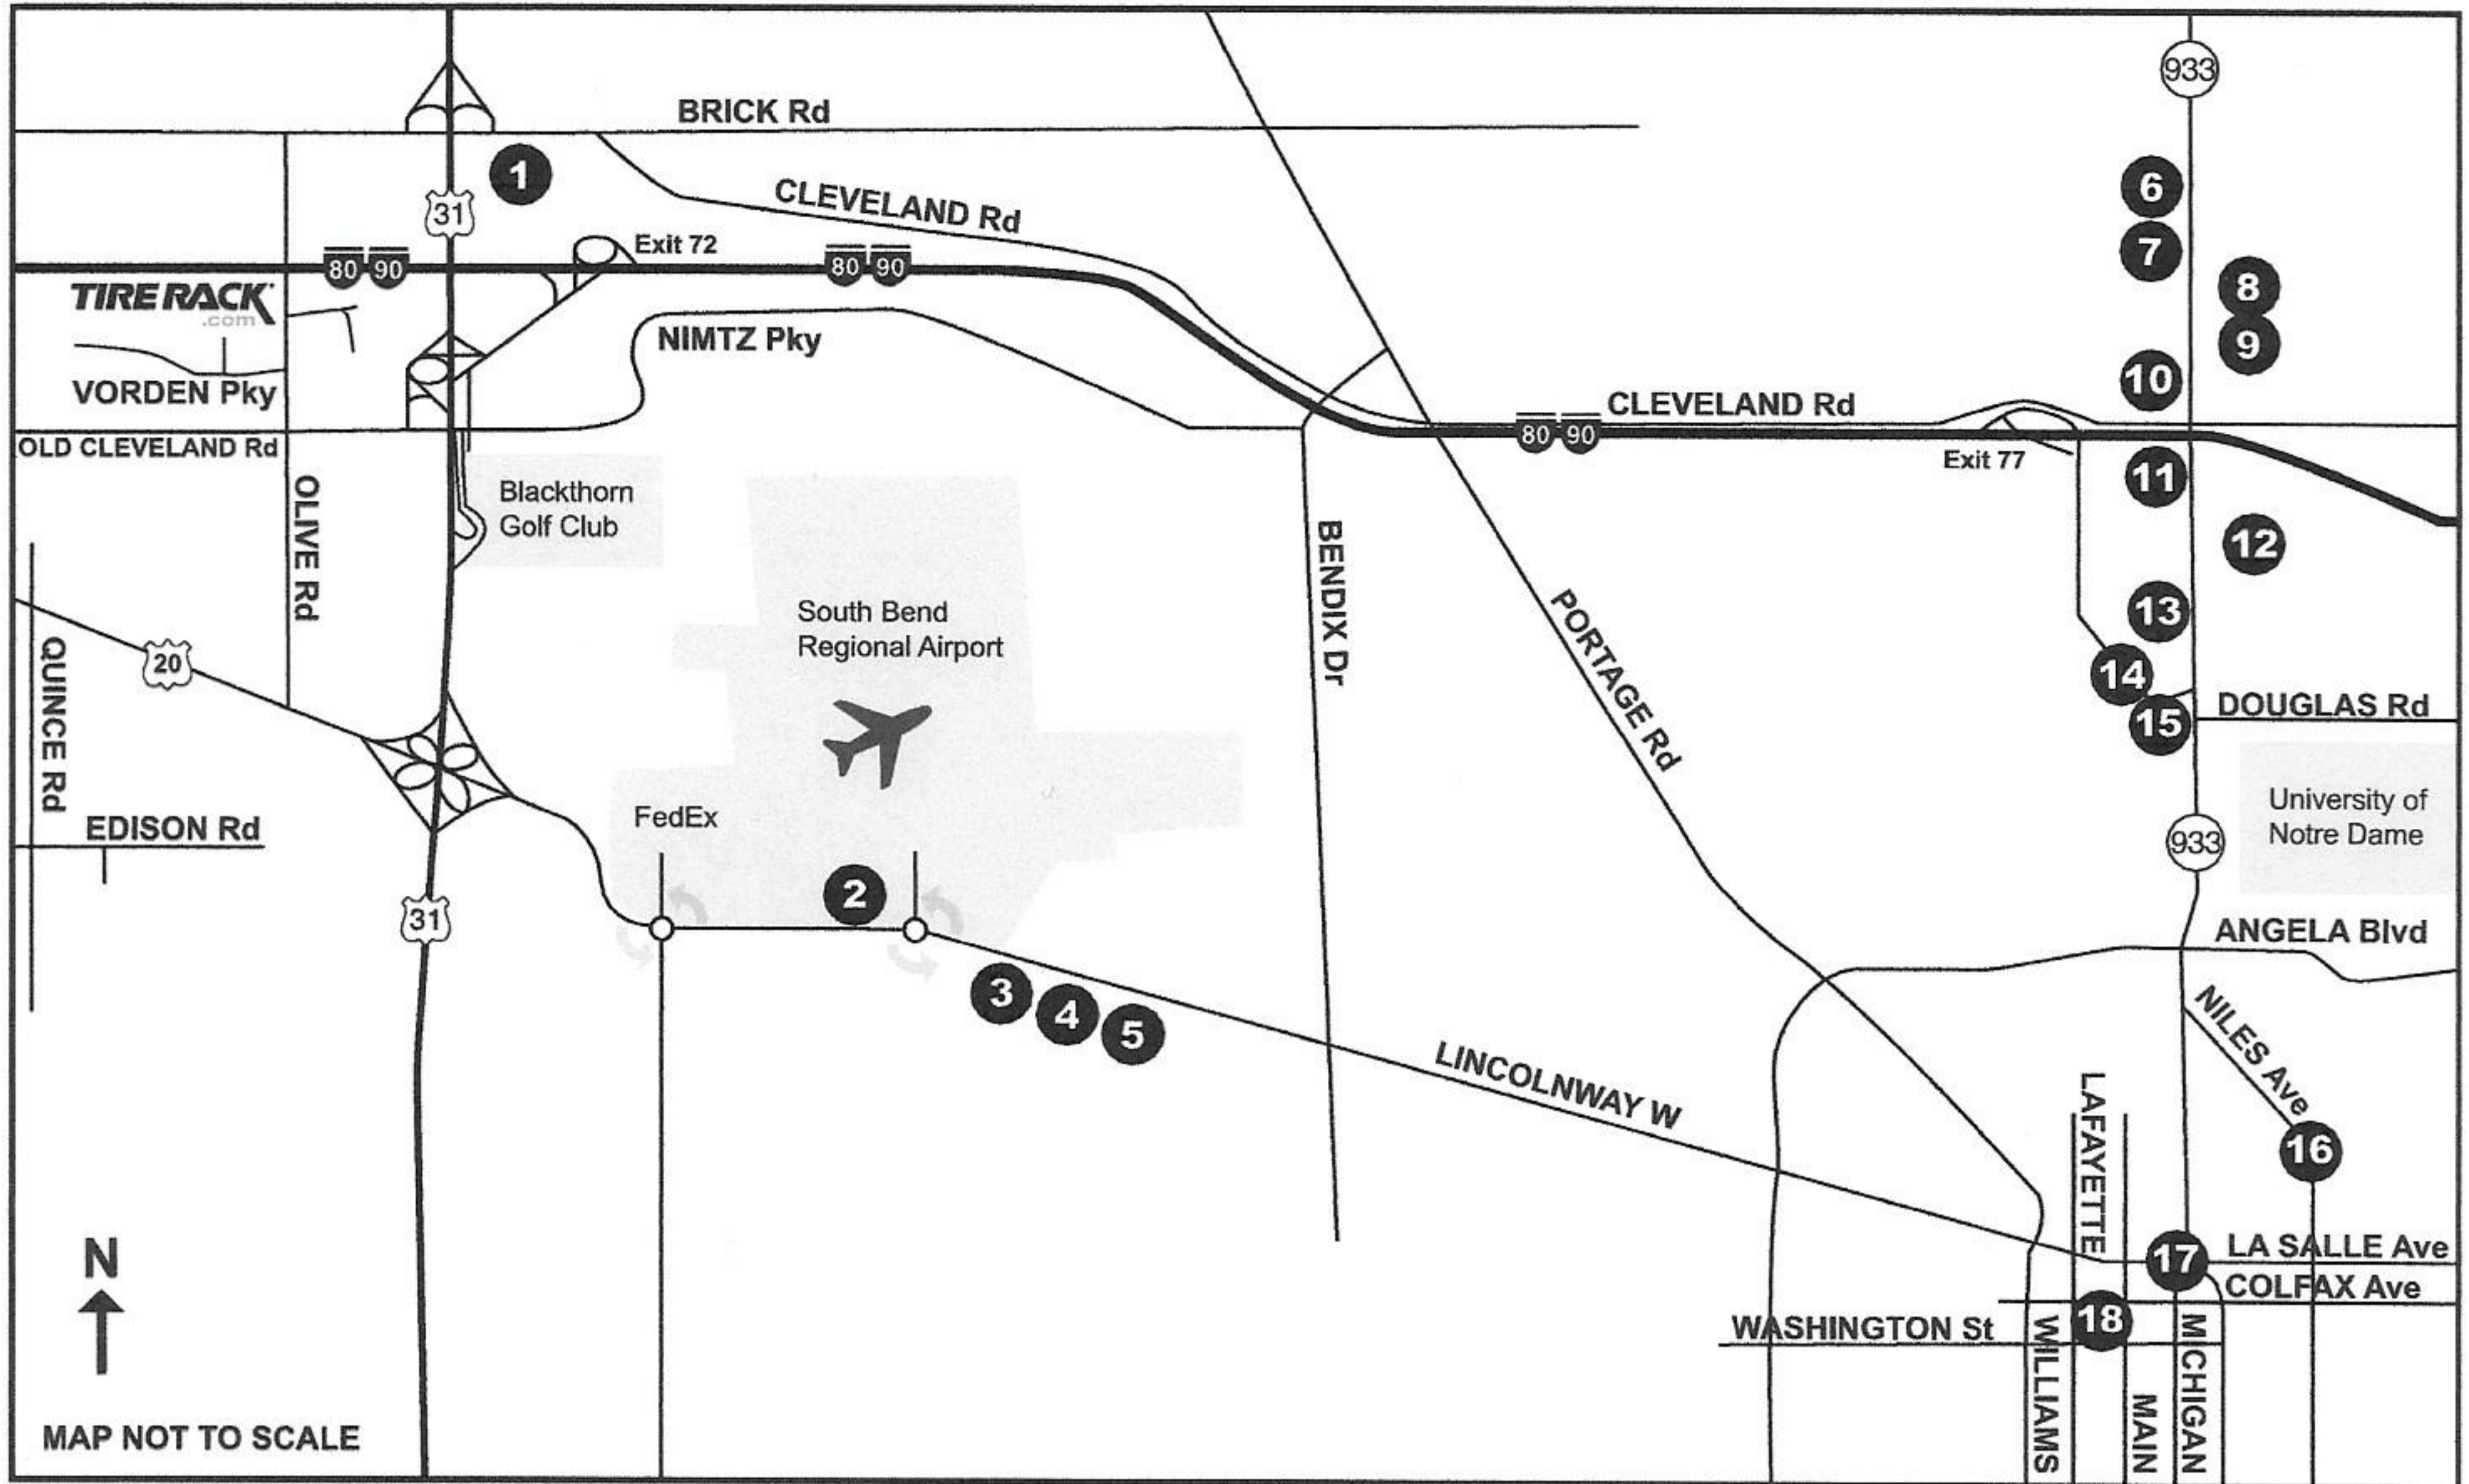 933
BRICK Rd
1
6
CLEVELAND Rd
31
7
Exit 72
80 90
80 90
8
TIRE RACK
.com
9
NIMTZ Pky
10
VORDEN Pky
CLEVELAND Rd
80 90
OLD CLEVELAND Rd
Exit 77
11
Blackthorn
Golf Club
OLIVE Rd
BENDIX Dr
12
South Bend
Regional Airport
PORTAGE Rd
13
20
QUINCE Rd
14
DOUGLAS Rd
15
University of
Notre Dame
FedEx
EDISON Rd
933
2
31
ANGELA Blvd
3
4
5
NILES Ave
LINCOLNWAY W
LAFAYETTE
16
N
17
LA SALLE Ave
COLFAX Ave
18
WASHINGTON St
WILLIAMS
MAIN
MICHIGAN
MAP NOT TO SCALE